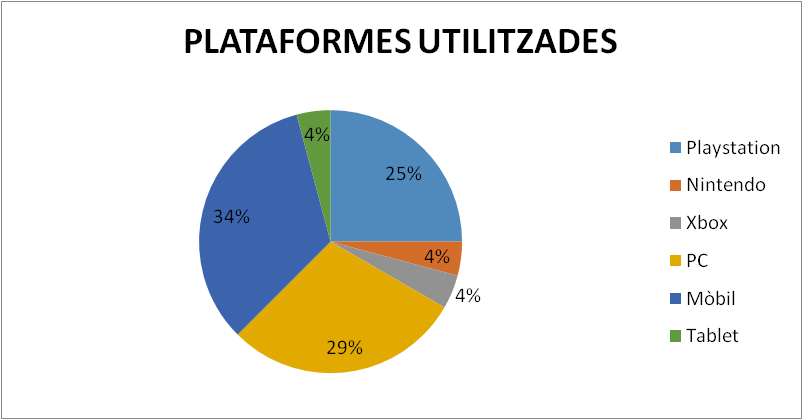 PLATAFORMES UTILITZADES
4%
25%
34%
4%
4%
29%
Playstation
Nintendo
Xbox
PC
Mòbil
Tablet